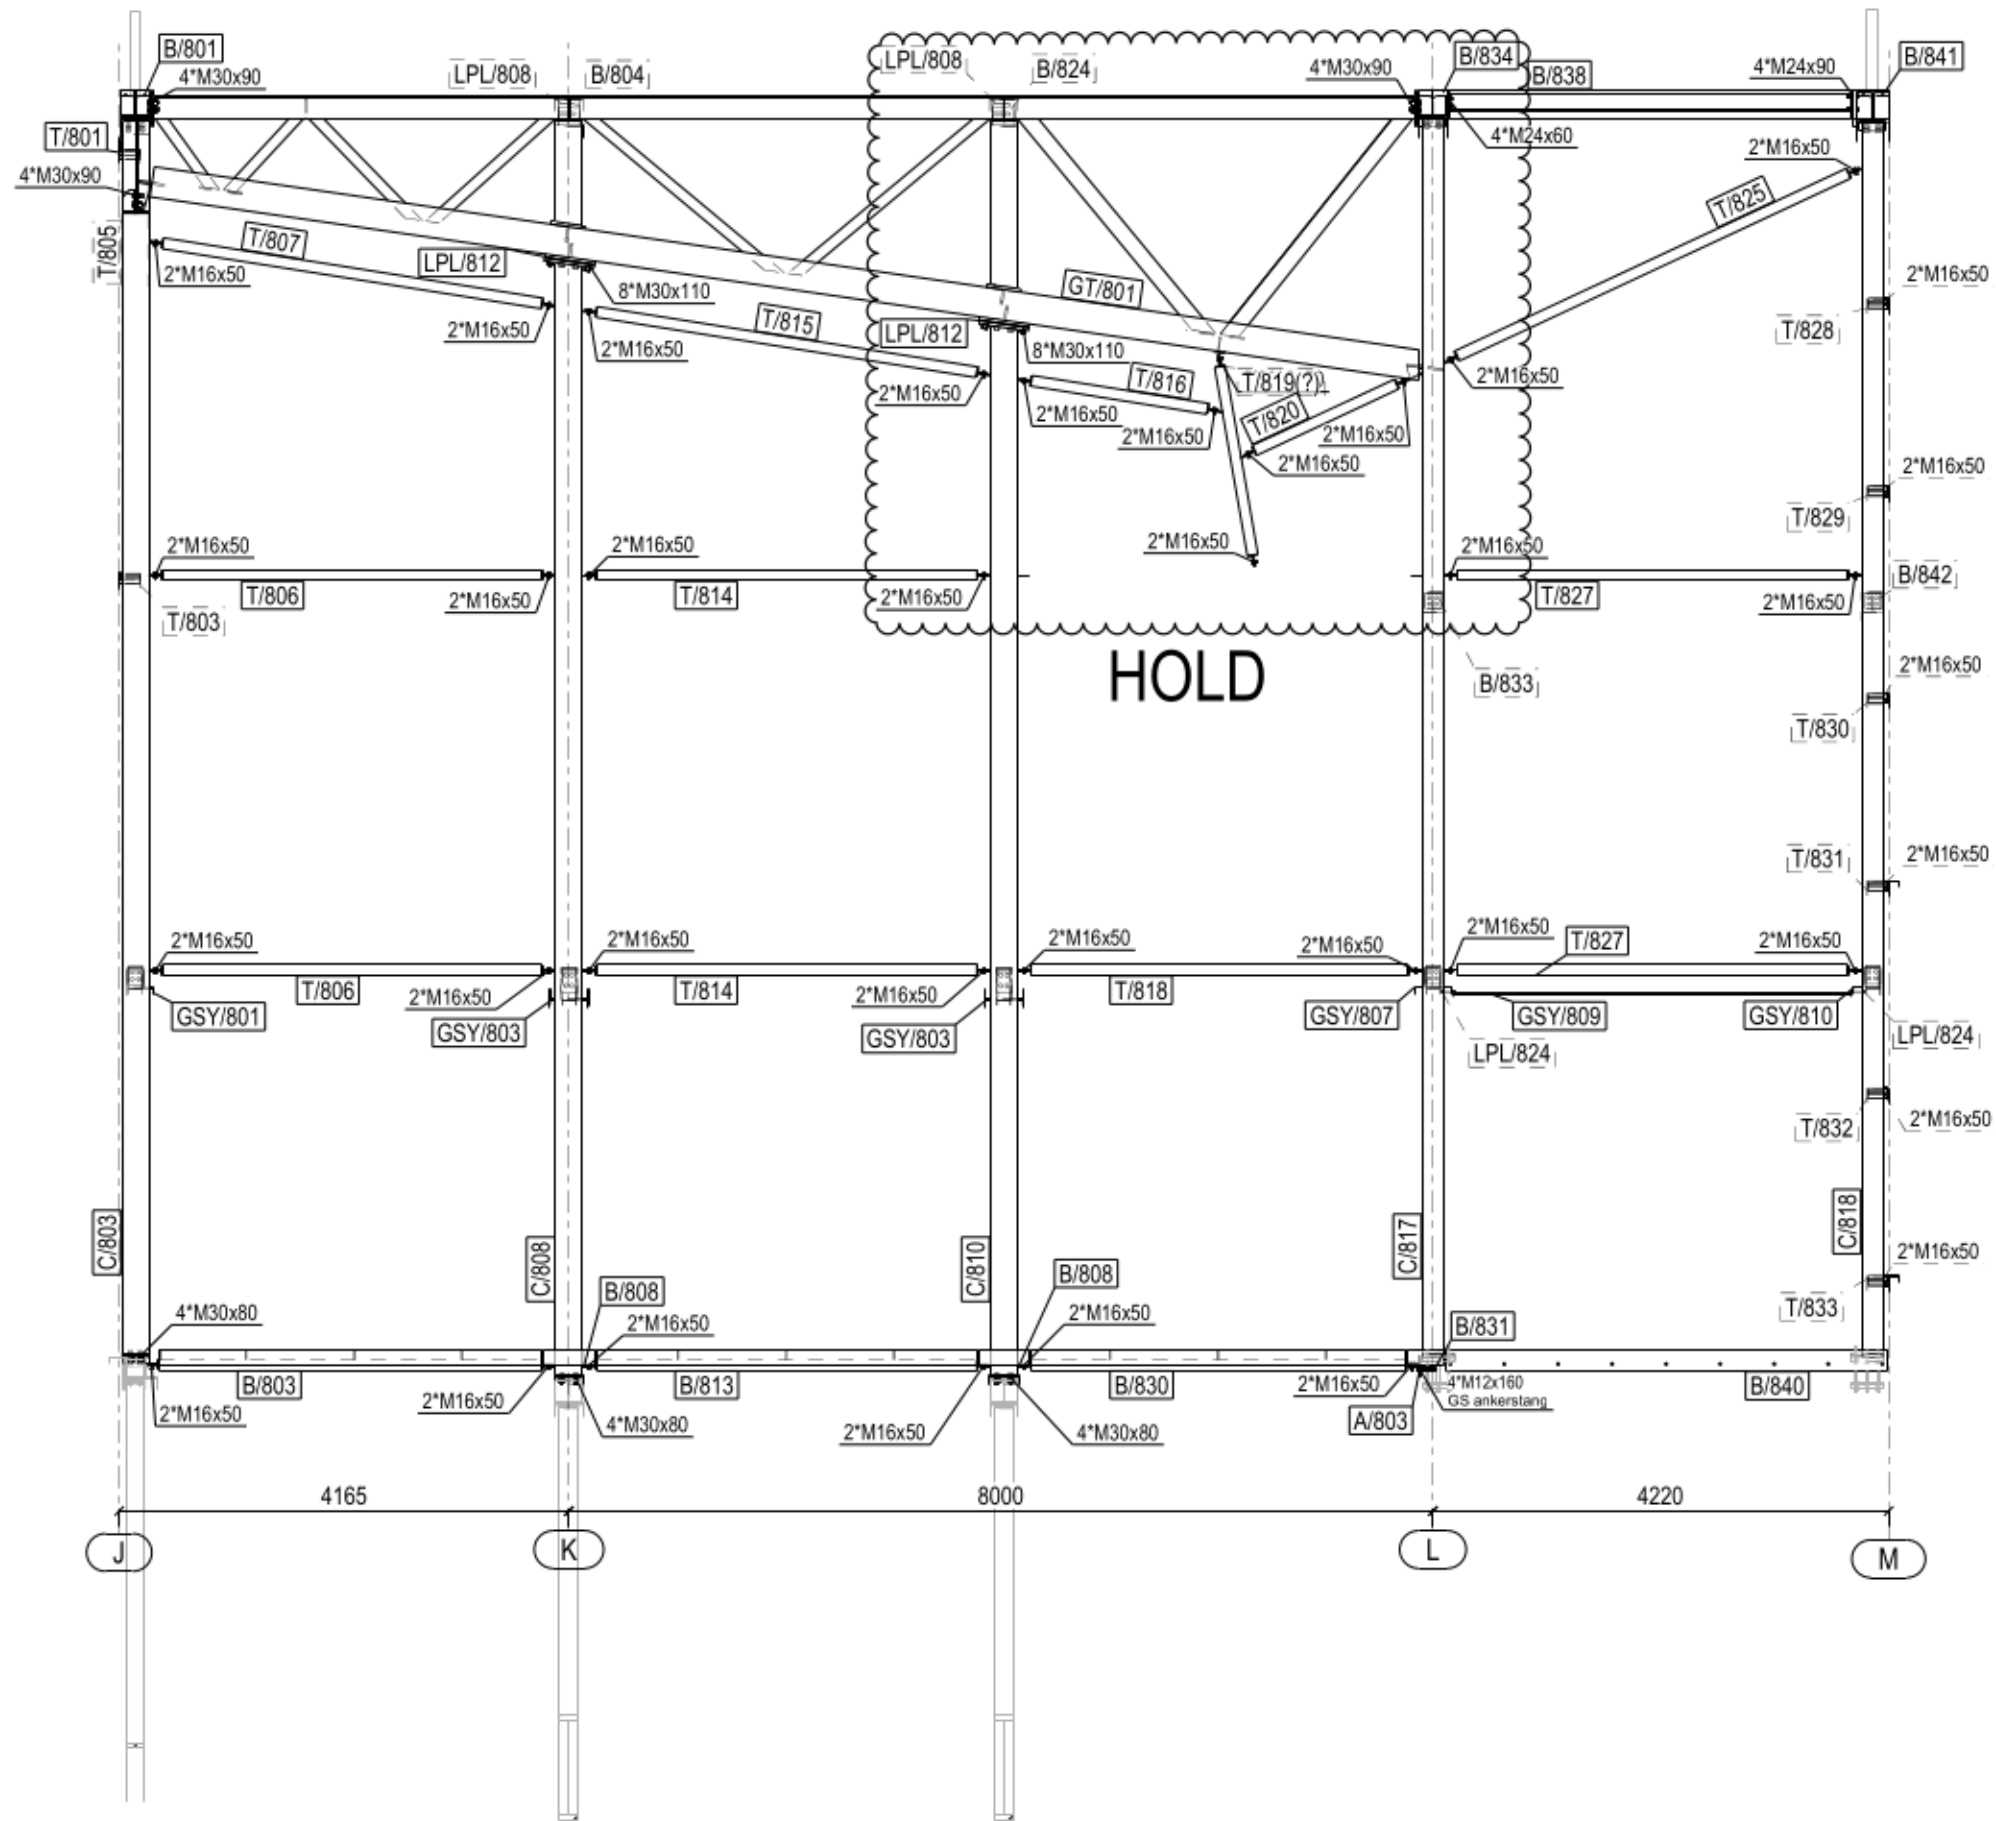 B/801
4*M30x90
LPL/808
B/804
LPL/808
B/824
4*M30x90
B/834
B/838
4*M24x90
B/841
T/801
4*M24x60
2*M16x50
4*M30x90
T/825
T/805
T/807
LPL/812
2*M16x50
GT/801
2*M16x50
8*M30x110
T/815
LPL/812
T/828
2*M16x50
2*M16x50
8*M30x110
T/816
T/819(?)
2*M16x50
2*M16x50
2*M16x50
T/820
2*M16x50
2*M16x50
2*M16x50
2*M16x50
T/829
2*M16x50
2*M16x50
2*M16x50
2*M16x50
B/842
T/806
2*M16x50
T/814
2*M16x50
T/827
2*M16x50
T/803
HOLD
2*M16x50
B/833
T/830
2*M16x50
T/831
2*M16x50
2*M16x50
2*M16x50
2*M16x50
2*M16x50
T/827
2*M16x50
T/806
2*M16x50
T/814
2*M16x50
T/818
GSY/801
GSY/803
GSY/803
GSY/807
GSY/809
GSY/810
LPL/824
LPL/824
T/832
2*M16x50
C/803
C/808
C/810
C/817
C/818
2*M16x50
B/808
B/808
T/833
4*M30x80
2*M16x50
2*M16x50
B/831
B/803
2*M16x50
B/813
B/830
2*M16x50
4*M12x160
GS ankerstang
B/840
2*M16x50
4*M30x80
2*M16x50
4*M30x80
A/803
4165
8000
4220
J
K
L
M